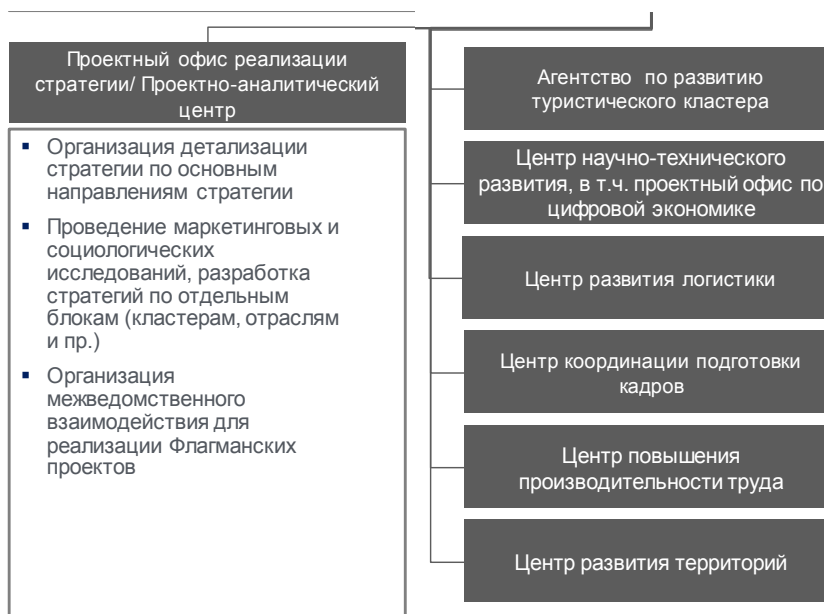 Проектный офис реализации
стратегии/ Проектно-аналитический
центр
▪ Организация детализации
стратегии по основным
направлениям стратегии
▪ Проведение маркетинговых и
социологических
исследований, разработка
стратегий по отдельным
блокам (кластерам, отраслям
и пр.)
▪ Организация
межведомственного
взаимодействия для
реализации Флагманских
проектов
Агентство по развитию
туристического кластера
Центр научно-технического
развития, в т.ч. проектный офис по
цифровой экономике
Центр развития логистики
Центр координации подготовки
кадров
Центр повышения
производительности труда
Центр развития территорий